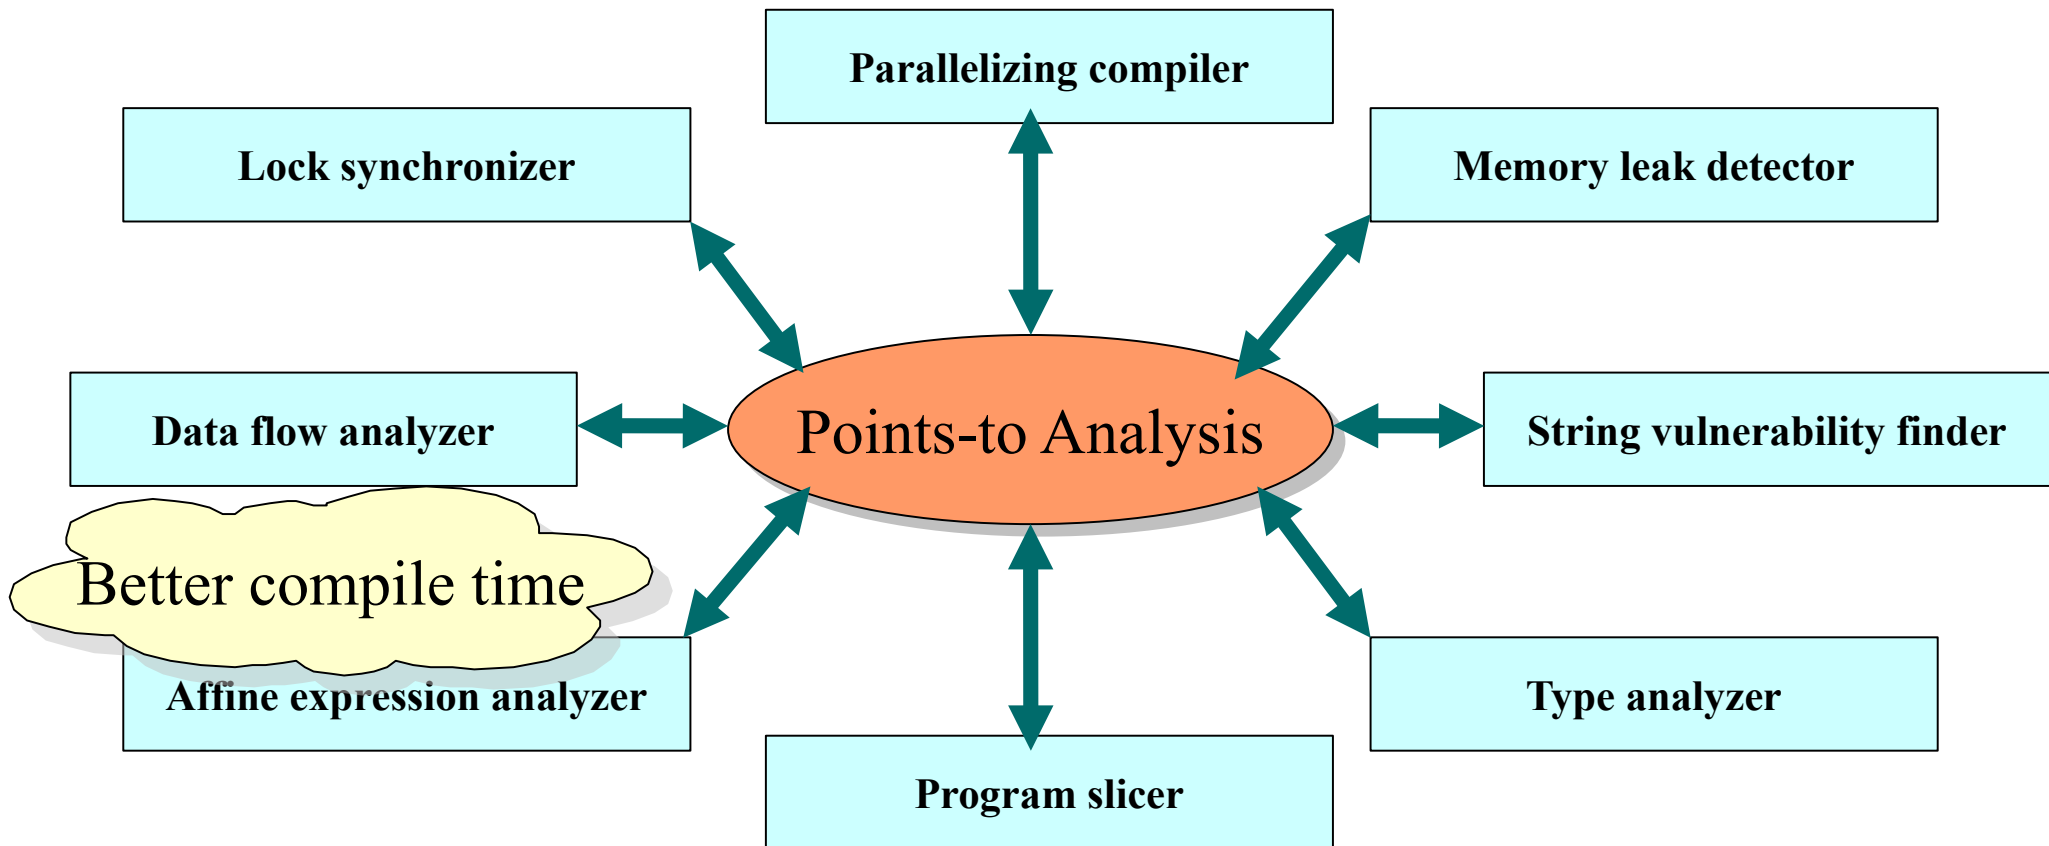 Parallelizing compiler
Lock synchronizer
Memory leak detector
Data flow analyzer
Points-to Analysis
String vulnerability finder
Better compile time
Affine expression analyzer
Type analyzer
Program slicer